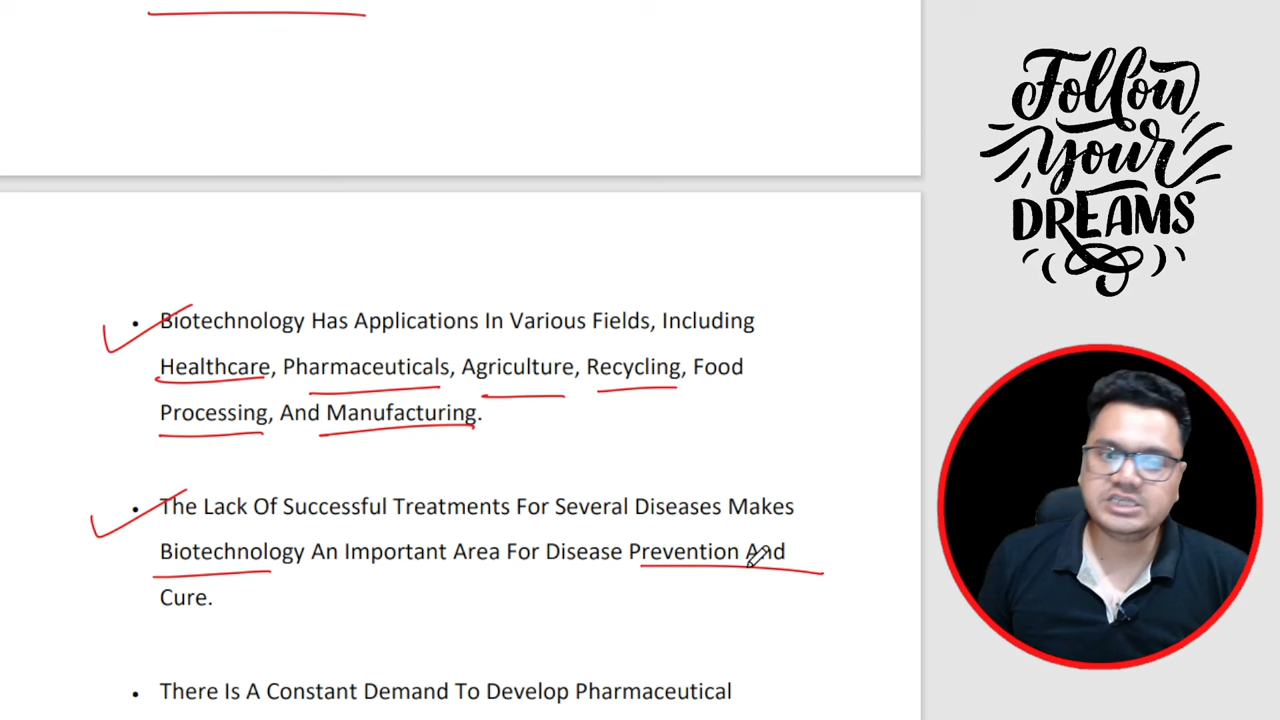 Biotechnology Has Applications In Various Fields, Including
Healthcare, Pharmaceuticals, Agriculture, Recycling, Food
Processing, And Manufacturing.
The Lack Of Successful Treatments For Several Diseases Makes
Biotechnology An Important Area For Disease Prevention And
Cure.
There Is A Constant Demand To Develop Pharmaceutical
Follow
Your
DREAMS